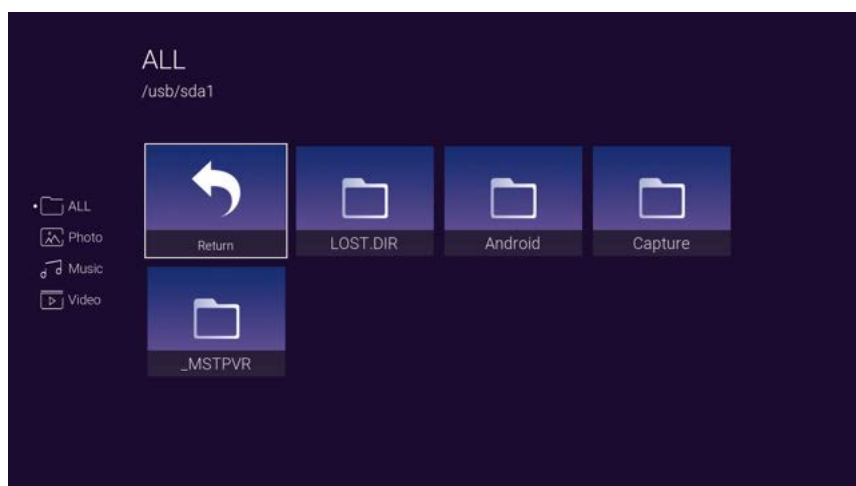 ALL
/usb/sda1
ALL
Photo
Music
Video
Return
LOST.DIR
Android
Capture
_MSTPVR